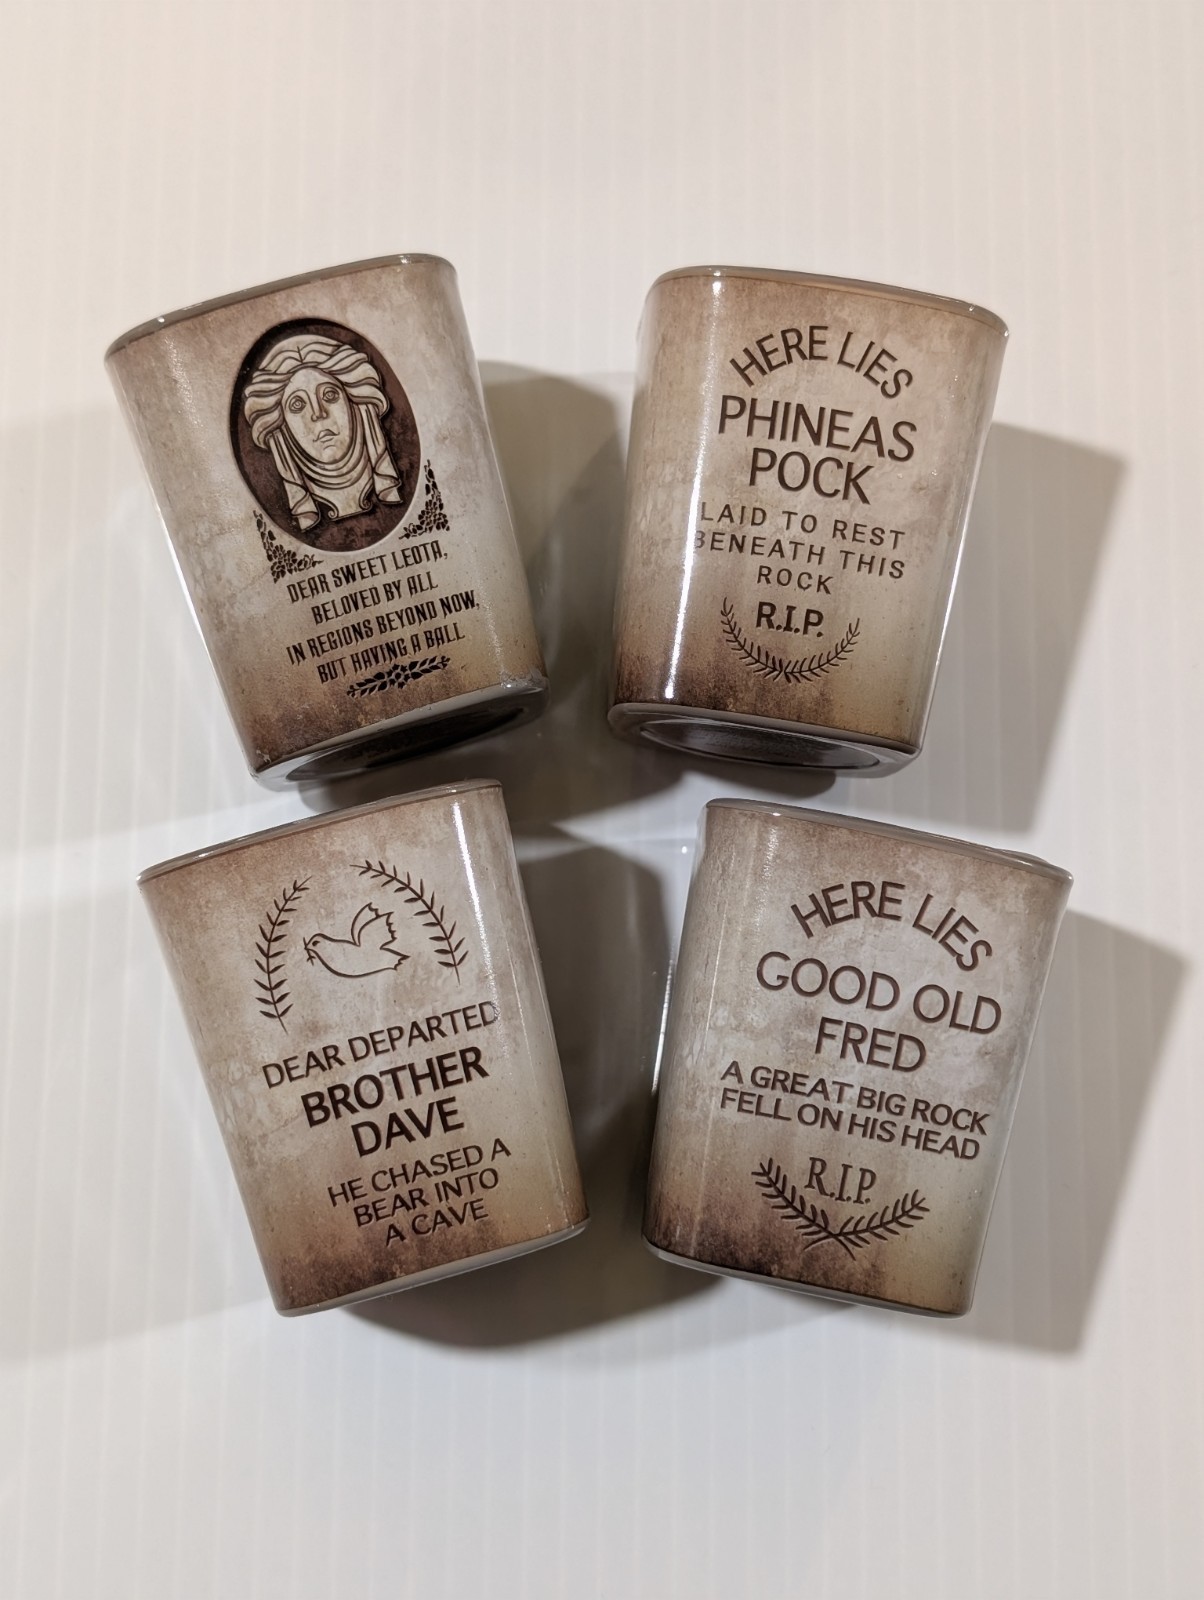 DEAR SWEET LEOTA,
BELOVED BY ALL
IN REGIONS BEYOND NOW,
BUT HAVING A BALL
HERE LIES
PHINEAS
POCK
LAID TO REST
BENEATH THIS
ROCK
R.I.P.
DEAR DEPARTED
BROTHER
DAVE
HE CHASED A
BEAR INTO
A CAVE
HERE LIES
GOOD OLD
FRED
A GREAT BIG ROCK
FELL ON HIS HEAD
R.I.P.